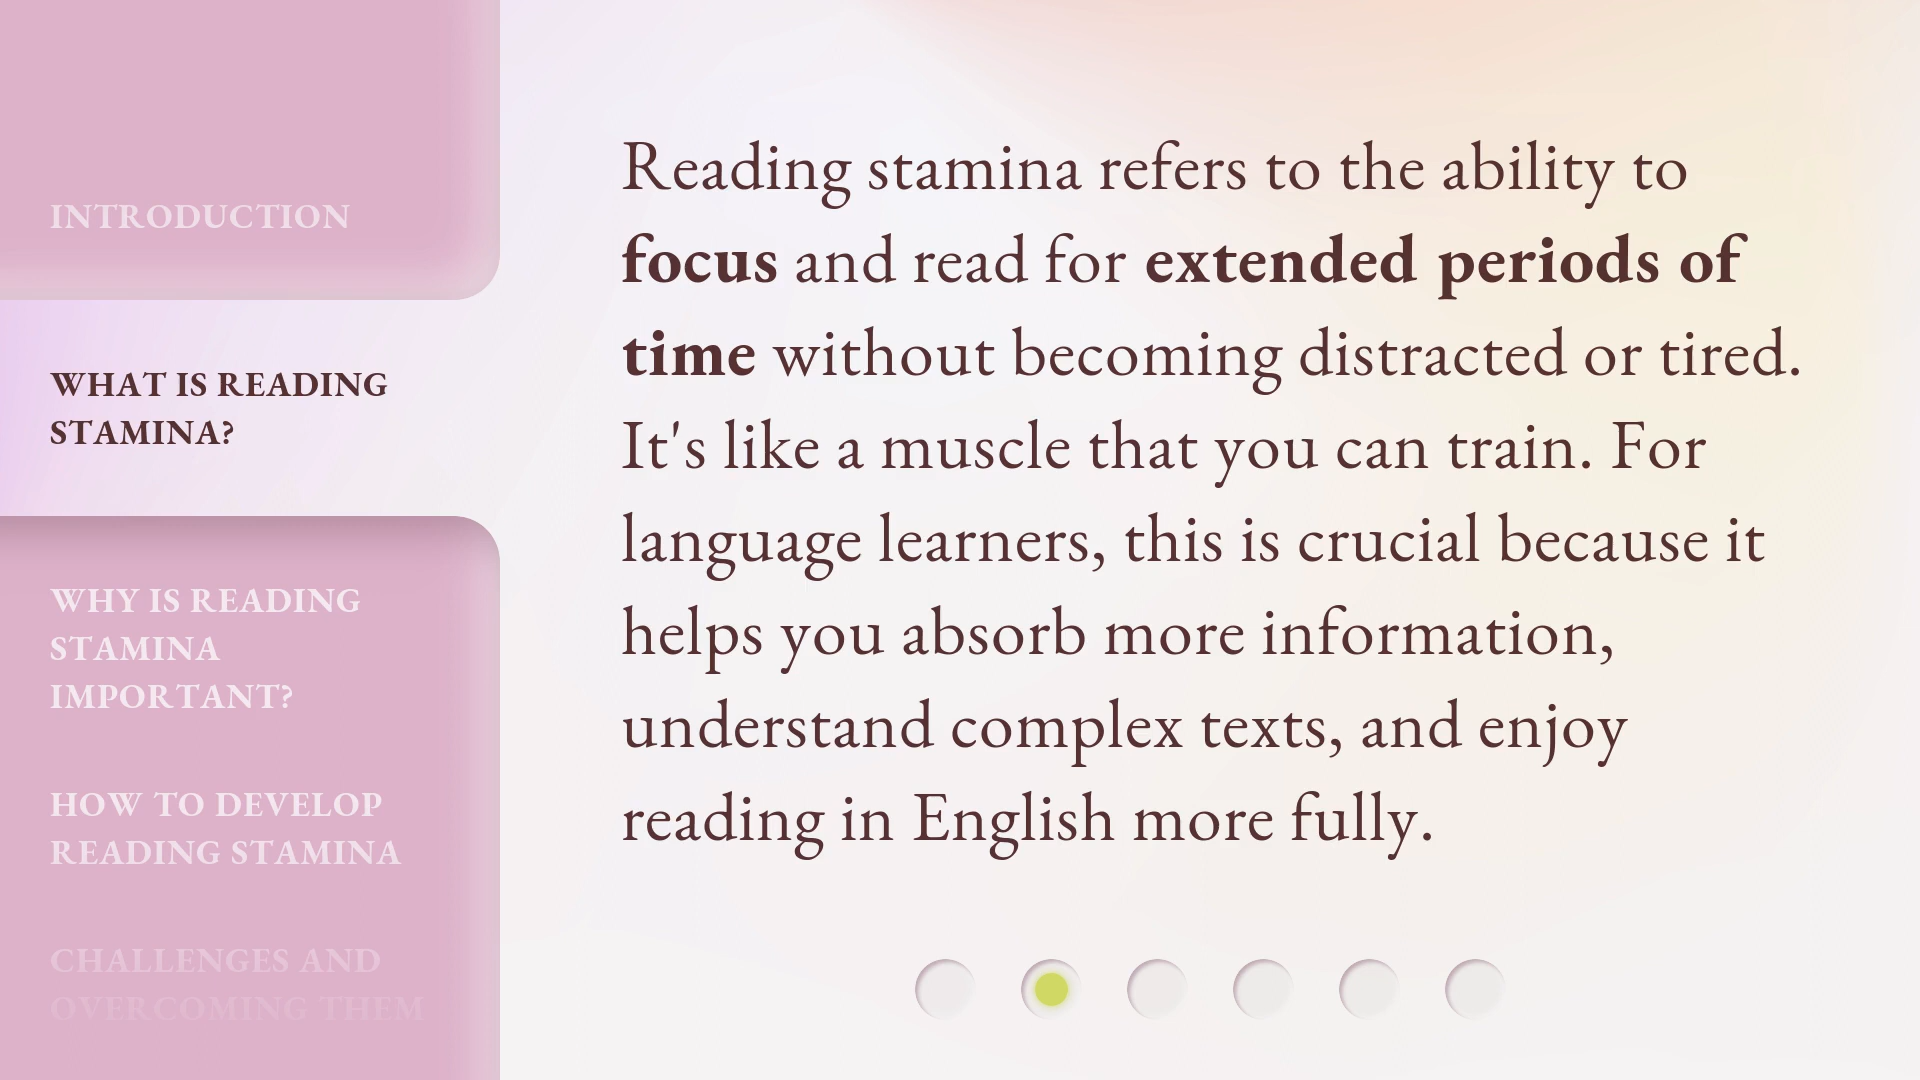 INTRODUCTION
WHAT IS READING
STAMINA?
WHY IS READING
STAMINA
IMPORTANT?
HOW TO DEVELOP
READING STAMINA
CHALLENGES AND
OVERCOMING THEM
Reading stamina refers to the ability to
focus and read for extended periods of
time without becoming distracted or tired.
It's like a muscle that you can train. For
language learners, this is crucial because it
helps you absorb more information,
understand complex texts, and enjoy
reading in English more fully.